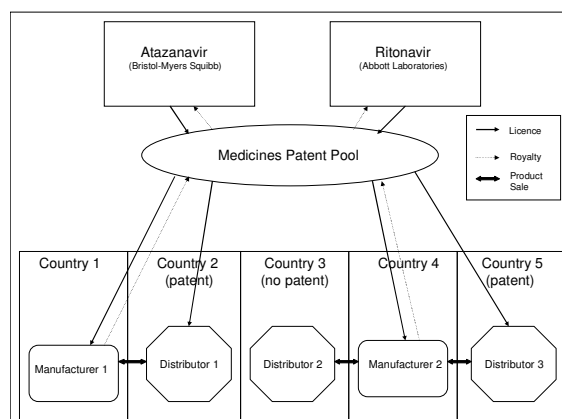 Atazanavir
(Bristol-Myers Squibb)
Ritonavir
(Abbott Laboratories)
Licence
Royalty
Product
Sale
Medicines Patent Pool
Country 1
Country 2
(patent)
Country 3
(no patent)
Country 4
Country 5
(patent)
Manufacturer 1
Distributor 1
Distributor 2
Manufacturer 2
Distributor 3